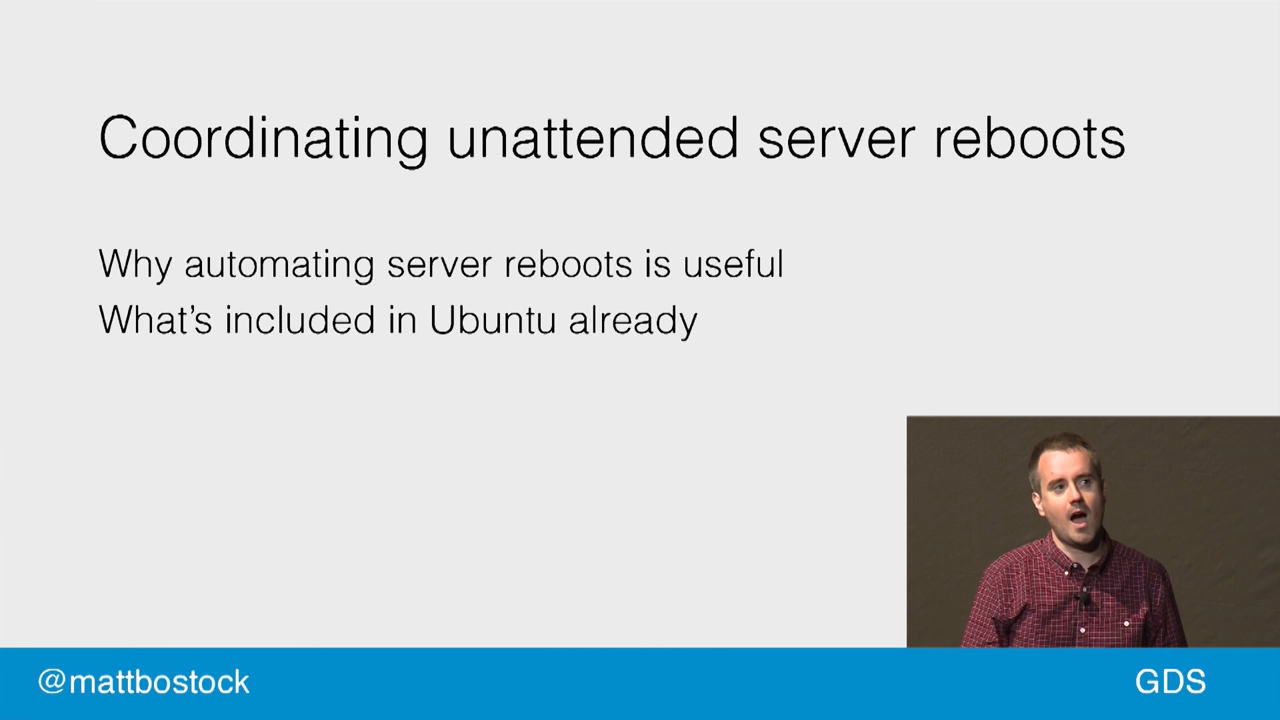 Coordinating unattended server reboots
Why automating server reboots is useful
What’s included in Ubuntu already
@mattbostock
GDS